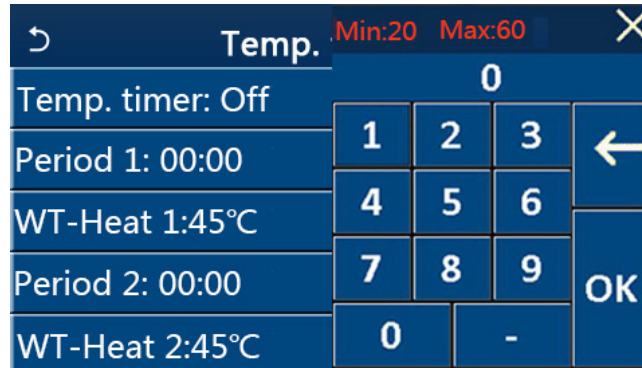 Temp.
Temp. timer: Off
Period 1: 00:00
WT-Heat 1:45℃
Period 2: 00:00
WT-Heat 2:45℃
Min:20 Max:60
0
1 2 3
4 5 6
7 8 9
OK
0 -